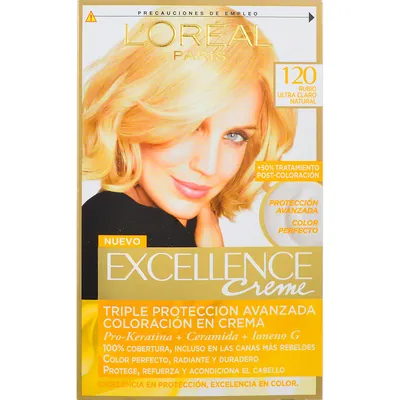 PRECAUCIONES DE EMPLEO
L'ORÉAL
PARIS
120
RUBIO
ULTRA CLARO
NATURAL
+50% TRATAMIENTO
POST-COLORACIÓN
PROTECCIÓN
AVANZADA
COLOR
PERFECTO
NUEVO
EXCELLENCE
Creme
TRIPLE PROTECCIÓN AVANZADA
COLORACIÓN EN CREMA
Pro-Keratina + Ceramida + Ioneno G
100% COBERTURA, INCLUSO EN LAS CANAS MÁS REBELDES
COLOR PERFECTO, RADIANTE Y DURADERO
PROTEGE, REFUERZA Y ACONDICIONA EL CABELLO
EXCELENCIA EN PROTECCIÓN, EXCELENCIA EN COLOR.